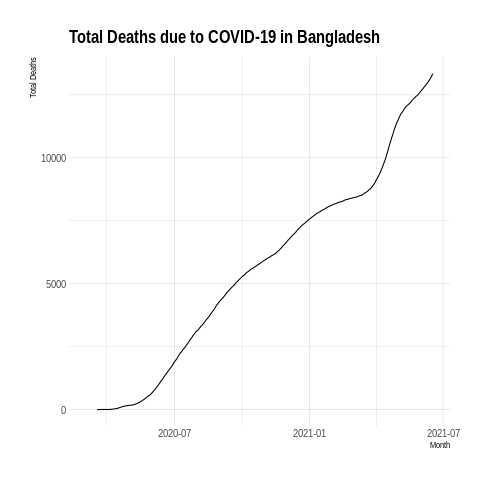 Total Deaths due to COVID-19 in Bangladesh
Total Deaths
10000
5000
0
2020-07
2021-01
2021-07
Month